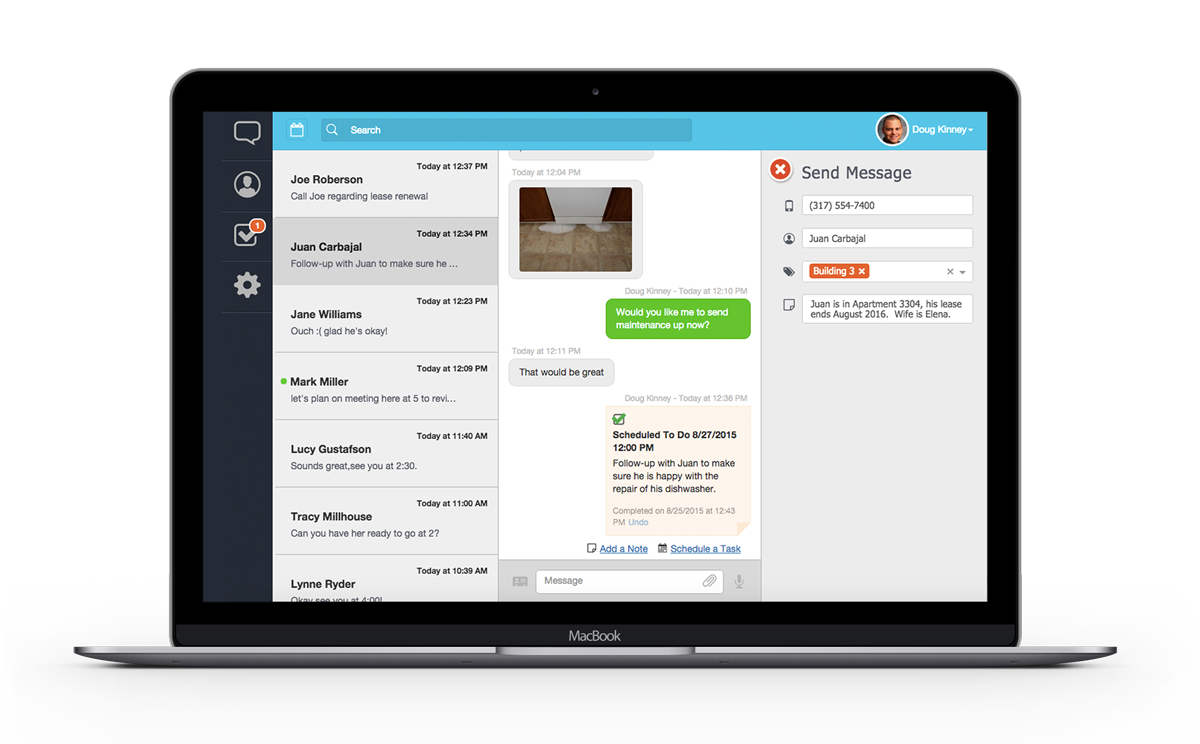 Search
Doug Kinney
1
Today at 12:37 PM
Joe Roberson
Call Joe regarding lease renewal
Today at 12:34 PM
Juan Carbajal
Follow-up with Juan to make sure he ...
Today at 12:23 PM
Jane Williams
Ouch :( glad he's okay!
Today at 12:09 PM
Mark Miller
let's plan on meeting here at 5 to revi...
Today at 11:40 AM
Lucy Gustafson
Sounds great,see you at 2:30.
Today at 11:00 AM
Tracy Millhouse
Can you have her ready to go at 2?
Today at 10:39 AM
Lynne Ryder
Okay see you at 4:00!
Today at 12:04 PM
Doug Kinney - Today at 12:10 PM
Would you like me to send
maintenance up now?
Today at 12:11 PM
That would be great
Doug Kinney - Today at 12:36 PM
Scheduled To Do 8/27/2015
12:00 PM
Follow-up with Juan to make
sure he is happy with the
repair of his dishwasher.
Completed on 8/25/2015 at 12:43
PM Undo
Add a Note Schedule a Task
Message
Send Message
(317) 554-7400
Juan Carbajal
Building 3
Juan is in Apartment 3304, his lease
ends August 2016. Wife is Elena.
MacBook